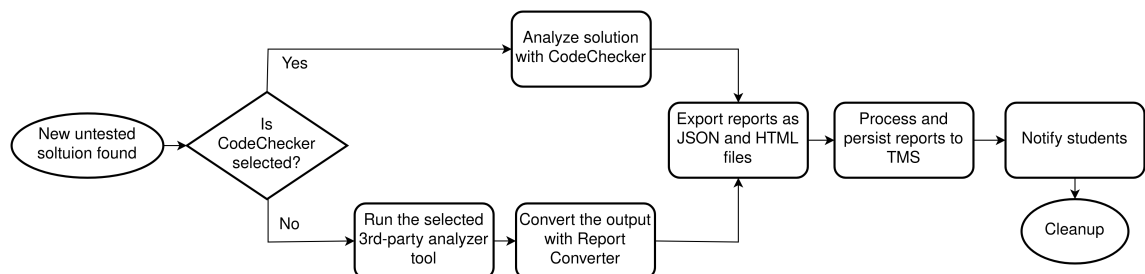 New untested
soltuion found
Is
CodeChecker
selected?
Yes
Analyze solution
with CodeChecker
No
Run the selected
3rd-party analyzer
tool
Convert the output
with Report
Converter
Export reports as
JSON and HTML
files
Process and
persist reports to
TMS
Notify students
Cleanup